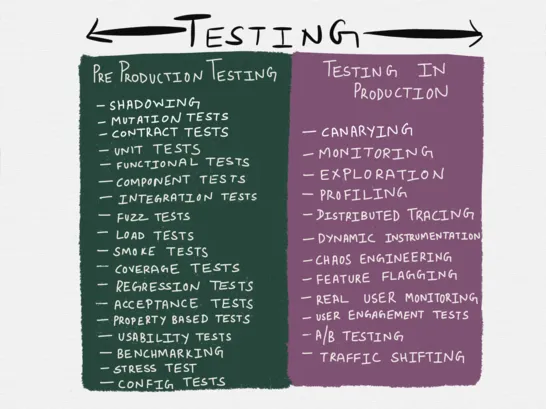 TESTING
PRE PRODUCTION TESTING
– SHADOWING
– MUTATION TESTS
– CONTRACT TESTS
– UNIT TESTS
– FUNCTIONAL TESTS
– COMPONENT TESTS
– INTEGRATION TESTS
– FUZZ TESTS
– LOAD TESTS
– SMOKE TESTS
– COVERAGE TESTS
– REGRESSION TESTS
– ACCEPTANCE TESTS
– PROPERTY BASED TESTS
– USABILITY TESTS
– BENCHMARKING
– STRESS TEST
– CONFIG TESTS
TESTING IN
PRODUCTION
– CANARYING
– MONITORING
– EXPLORATION
– PROFILING
– DISTRIBUTED TRACING
– DYNAMIC INSTRUMENTATION
– CHAOS ENGINEERING
– FEATURE FLAGGING
– REAL USER MONITORING
– USER ENGAGEMENT TESTS
– A/B TESTING
– TRAFFIC SHIFTING